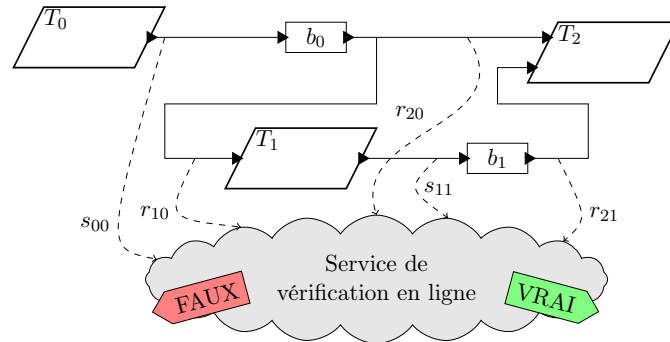 T₀
b₀
T₂
T₁
r₂₀
b₁
s₁₁
r₁₀
s₀₀
r₂₁
Service de
vérification en ligne
FAUX
VRAI